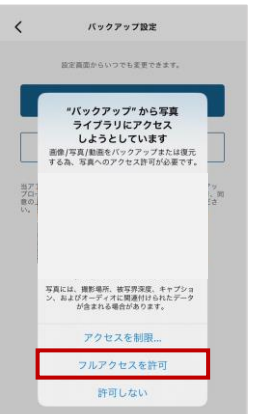 バックアップ設定
設定画面からいつでも変更できます。
"バックアップ"から写真
ライブラリにアクセス
しようとしています
画像/写真/動画をバックアップまたは復元
する為、写真へのアクセス許可が必要です。
写真には、撮影場所、被写界深度、キャプショ
ン、およびオーディオに関連付けられたデータ
が含まれる場合があります。
アクセスを制限...
フルアクセスを許可
許可しない